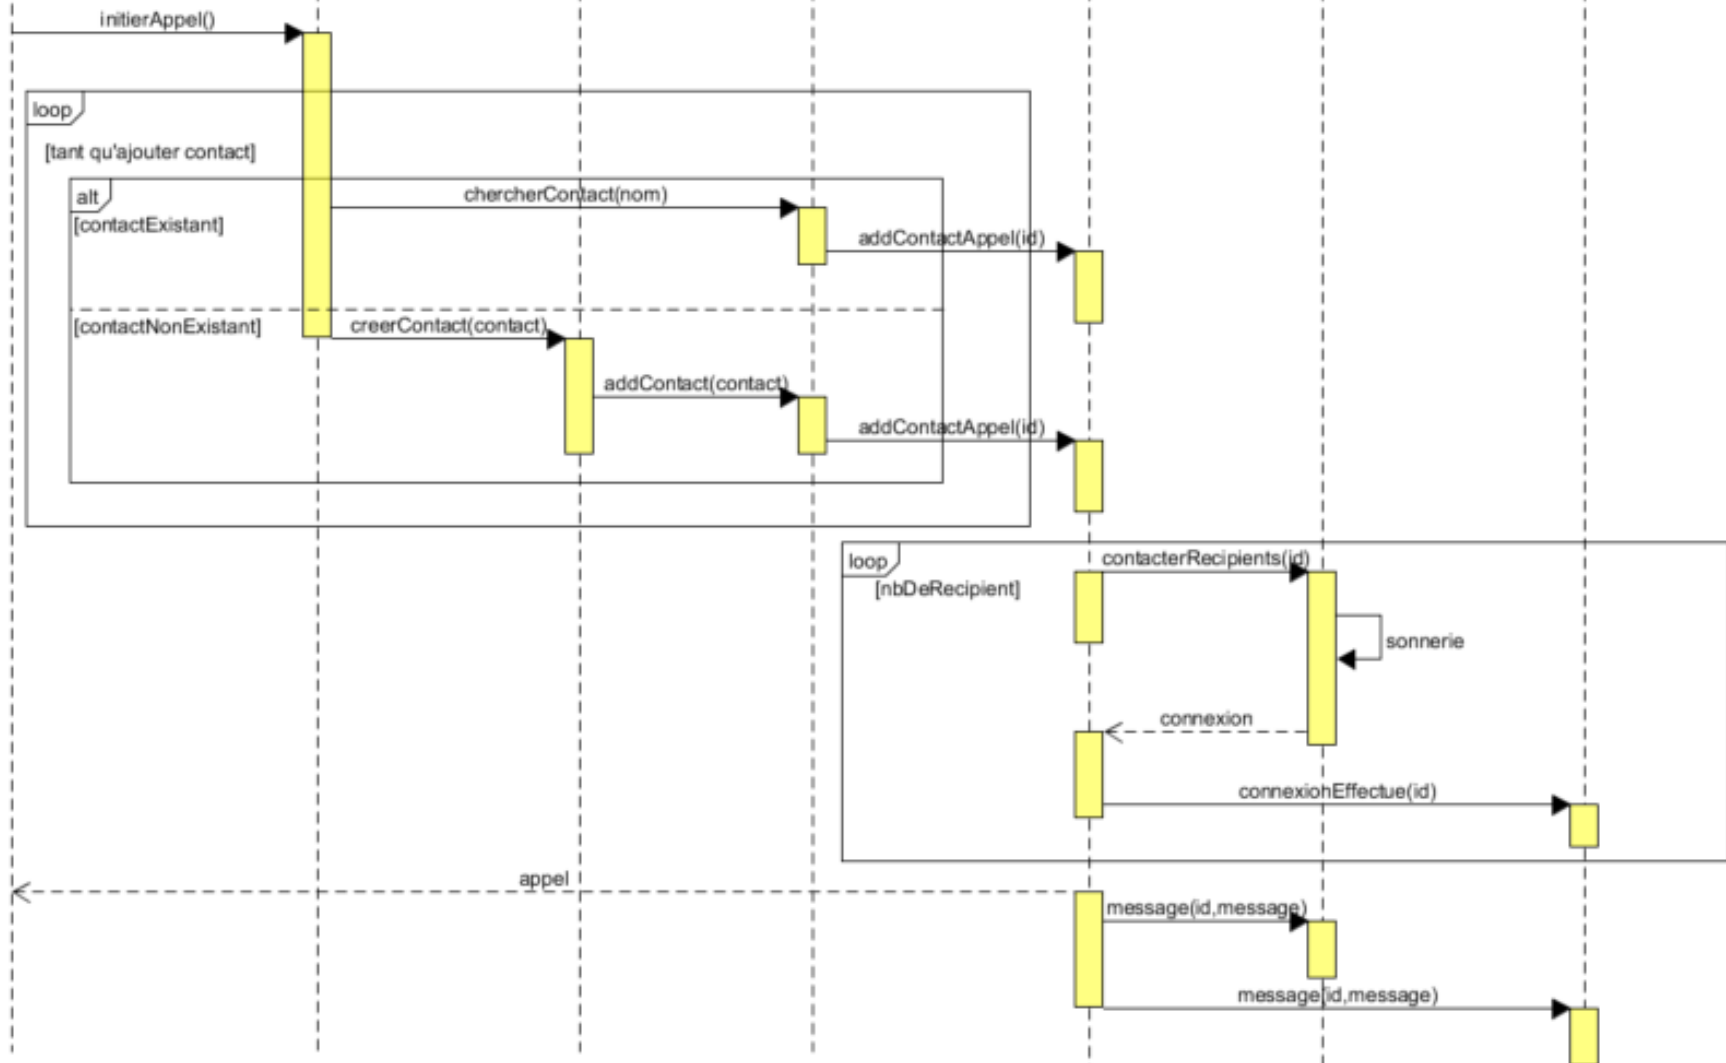 initierAppel()
loop
[tant qu'ajouter contact]
alt
chercherContact(nom)
[contactExistant]
addContactAppel(id)
[contactNonExistant]
creerContact(contact)
addContact(contact)
addContactAppel(id)
loop
contacterRecipients(id)
[nbDeRecipient]
sonnerie
connexion
connexionEffectue(id)
appel
message(id,message)
message(id,message)